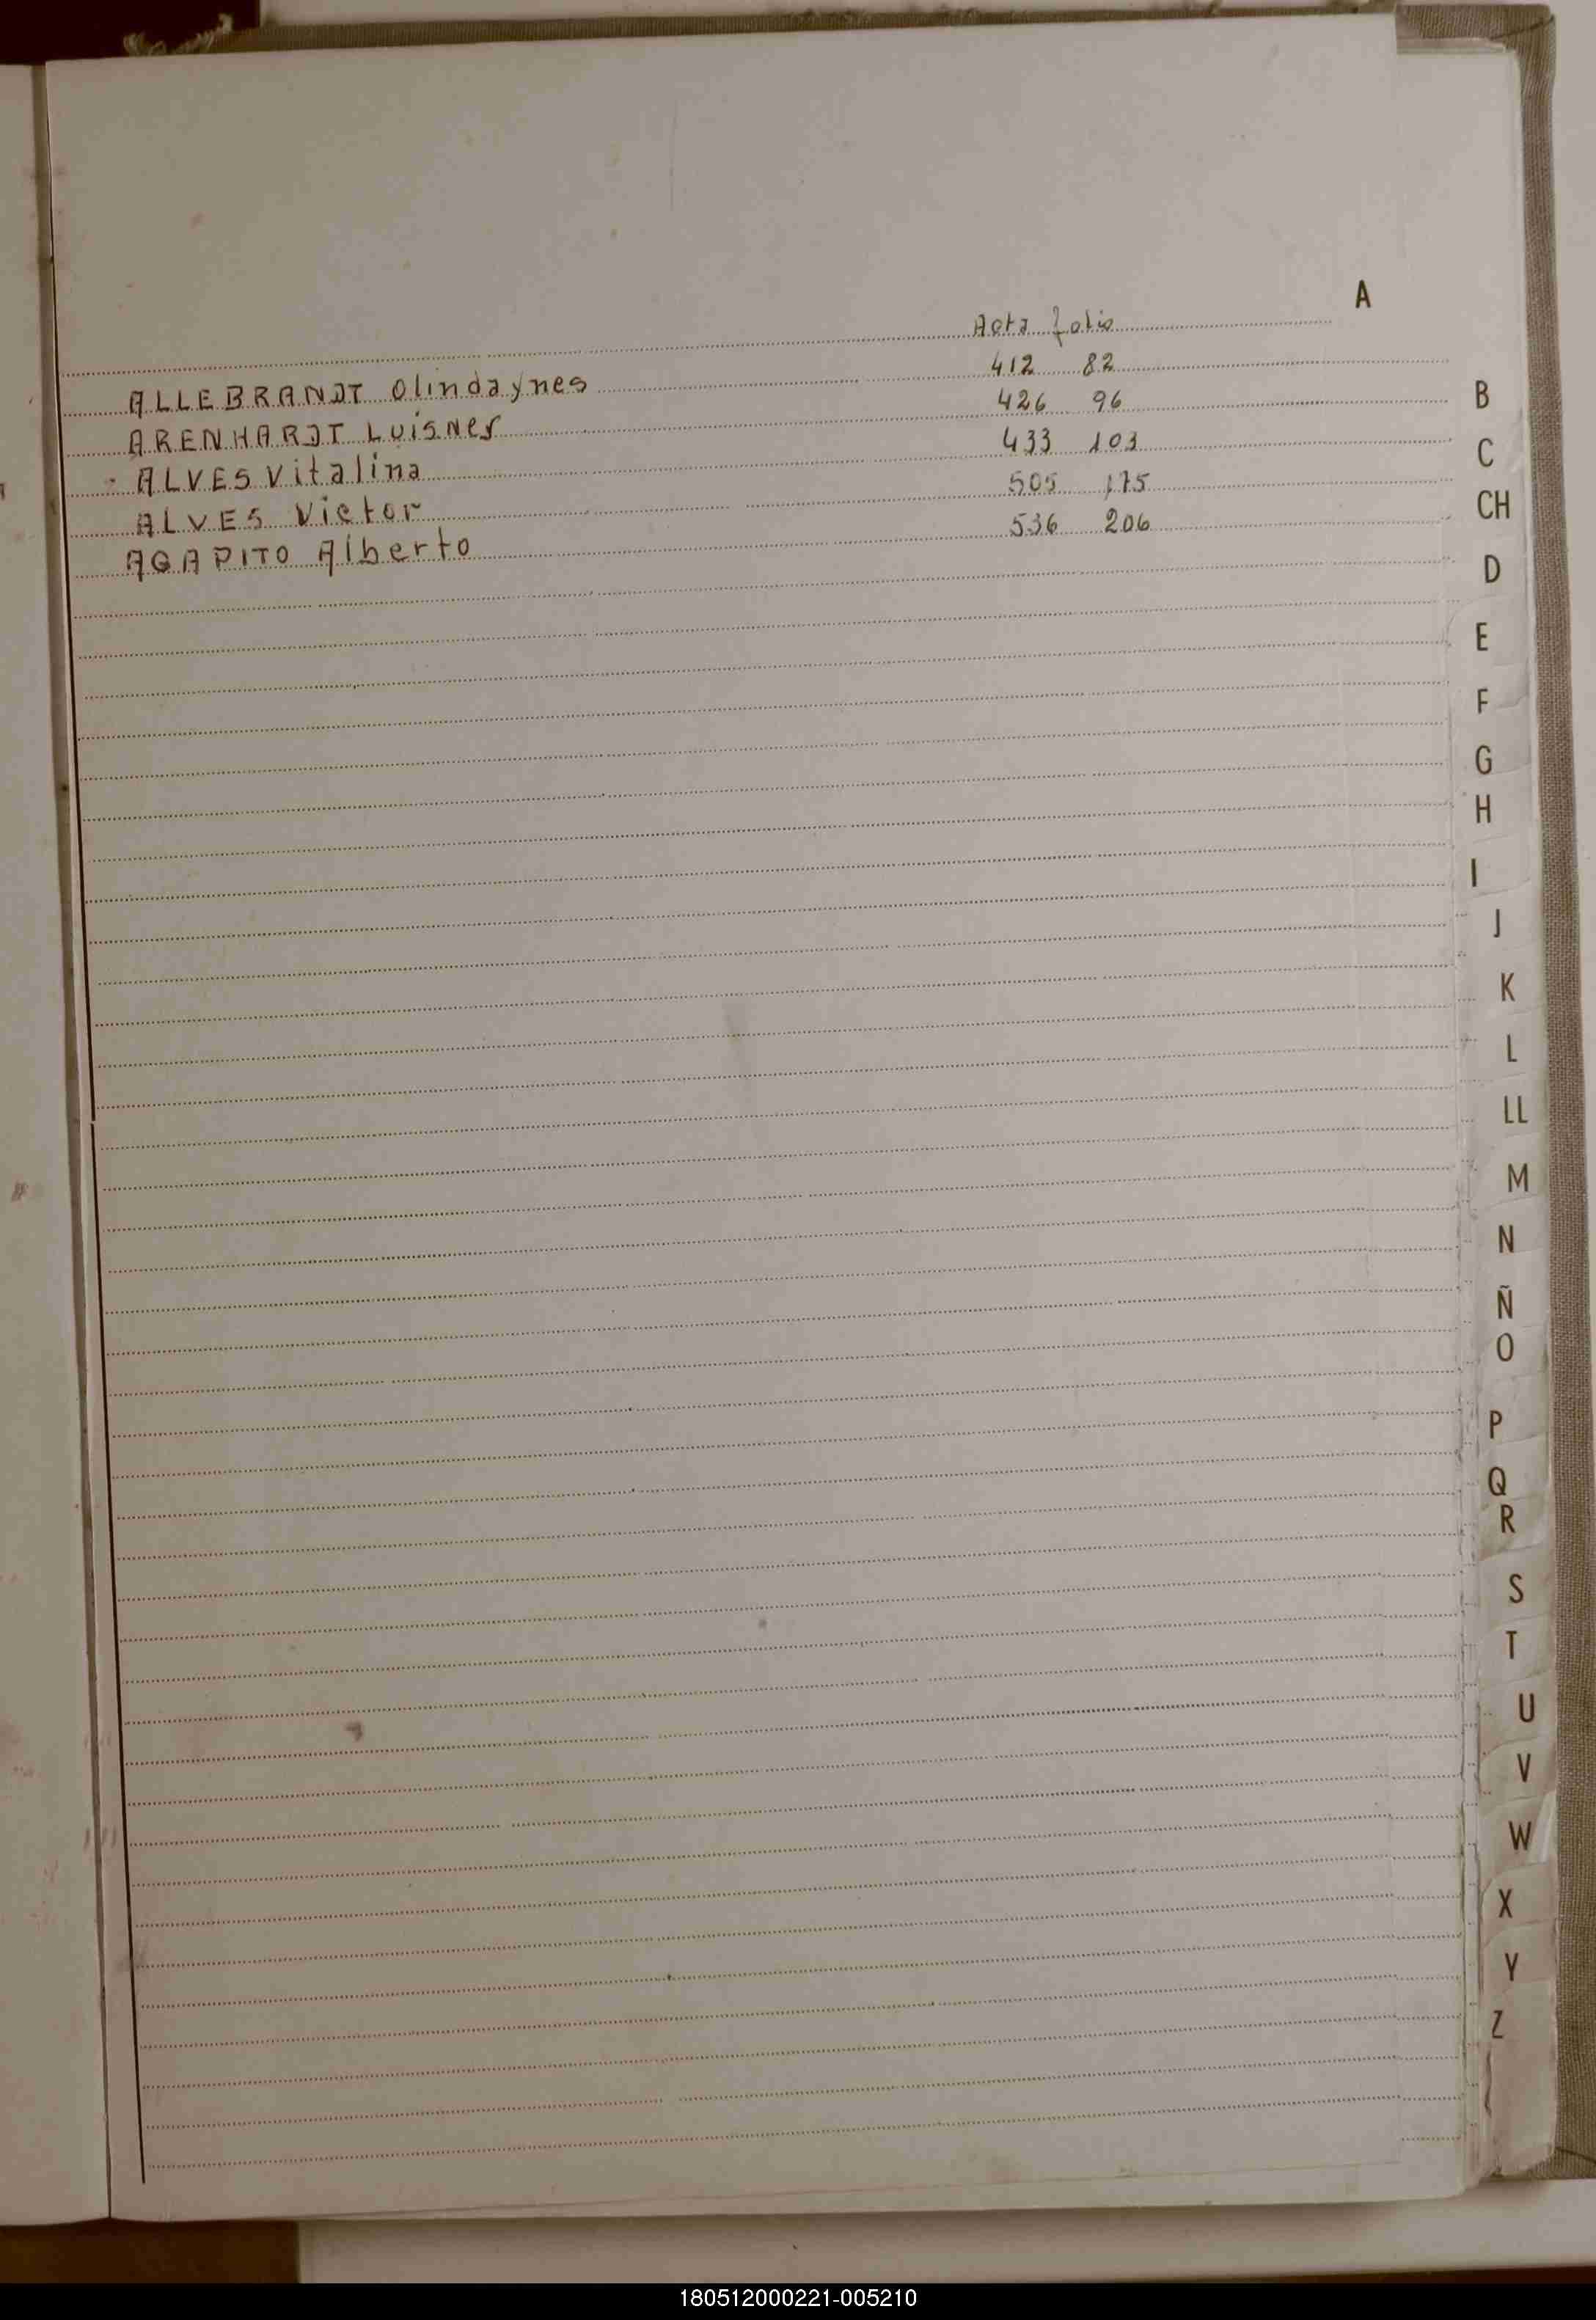 A
Acta folio
ALLEBRANDT Olindaynes 412 82
ARENHARDT Luisner 426 96
ALVES Vitalina 433 103
ALVES Victor 505 175
AGAPITO Alberto 536 206
B
C
CH
D
E
F
G
H
I
J
K
L
LL
M
N
Ñ
O
P
Q
R
S
T
U
V
W
X
Y
Z
180512000221-005210